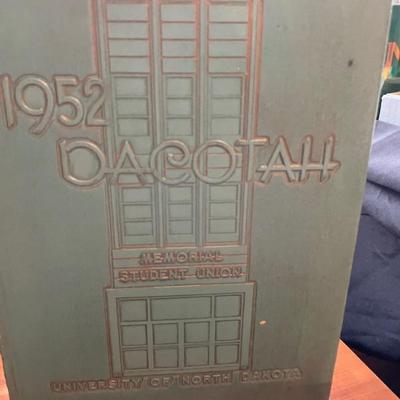 1952
DACOTAH
MEMORIAL
STUDENT UNION
UNIVERSITY OF NORTH DAKOTA